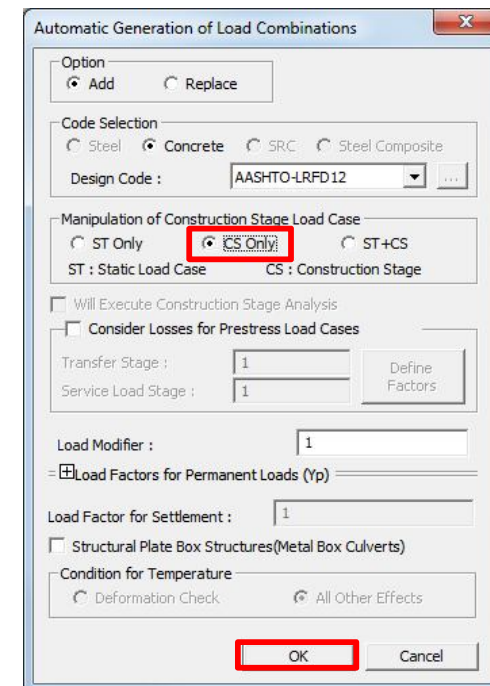 Automatic Generation of Load Combinations
Option
Add Replace
Code Selection
Steel Concrete SRC Steel Composite
Design Code : AASHTO-LRFD12 ...
Manipulation of Construction Stage Load Case
ST Only CS Only ST+CS
ST : Static Load Case CS : Construction Stage
Will Execute Construction Stage Analysis
Consider Losses for Prestress Load Cases
Transfer Stage : 1 Define
Service Load Stage : 1 Factors
Load Modifier : 1
Load Factors for Permanent Loads (Yp)
Load Factor for Settlement : 1
Structural Plate Box Structures(Metal Box Culverts)
Condition for Temperature
Deformation Check All Other Effects
OK Cancel